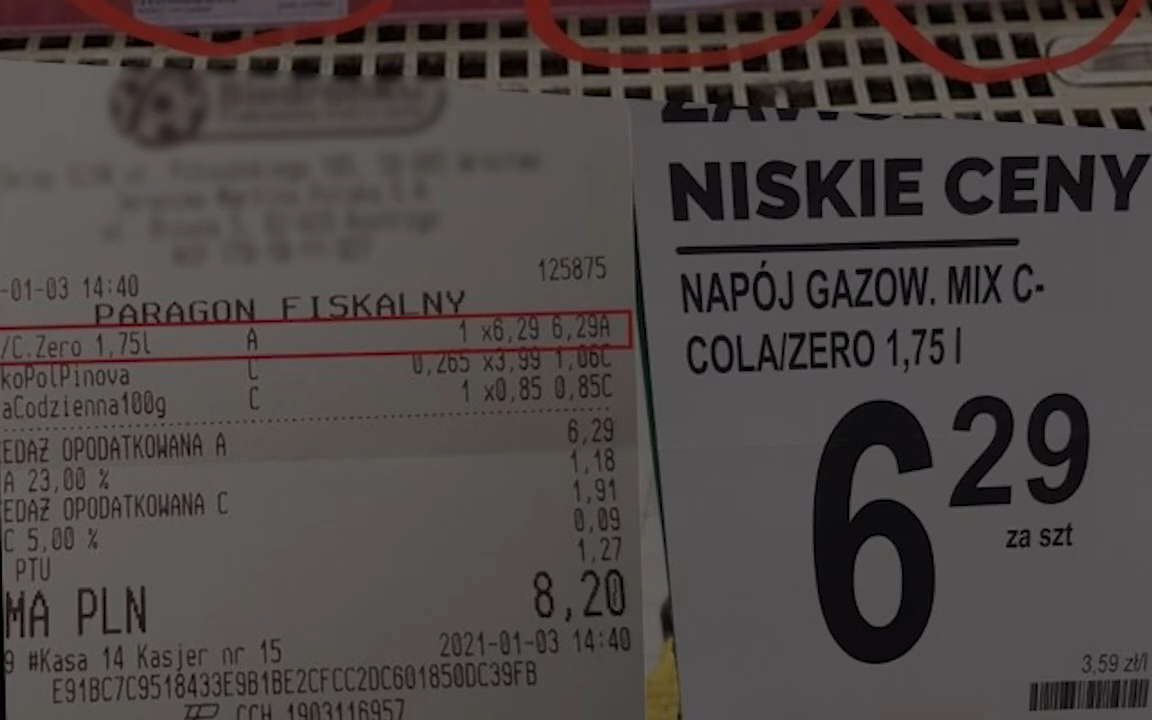 -01-03 14:40
125875
PARAGON FISKALNY
/C.Zero 1,75l A 1 x6,29 6,29A
koPolPinova C 0,265 x3,99 1,06C
aCodzienna100g C 1 x0,85 0,85C
EDAŻ OPODATKOWANA A 6,29
A 23,00 % 1,18
EDAŻ OPODATKOWANA C 1,91
C 5,00 % 0,09
PTU 1,27
MA PLN 8,20
9 #Kasa 14 Kasjer nr 15 2021-01-03 14:40
E91BC7C9518433E9B1BE2CFCC2DC601850DC39FB
CCH 1903116957
NISKIE CENY
NAPÓJ GAZOW. MIX C-
COLA/ZERO 1,75 l
6 29
za szt
3,59 zł/l